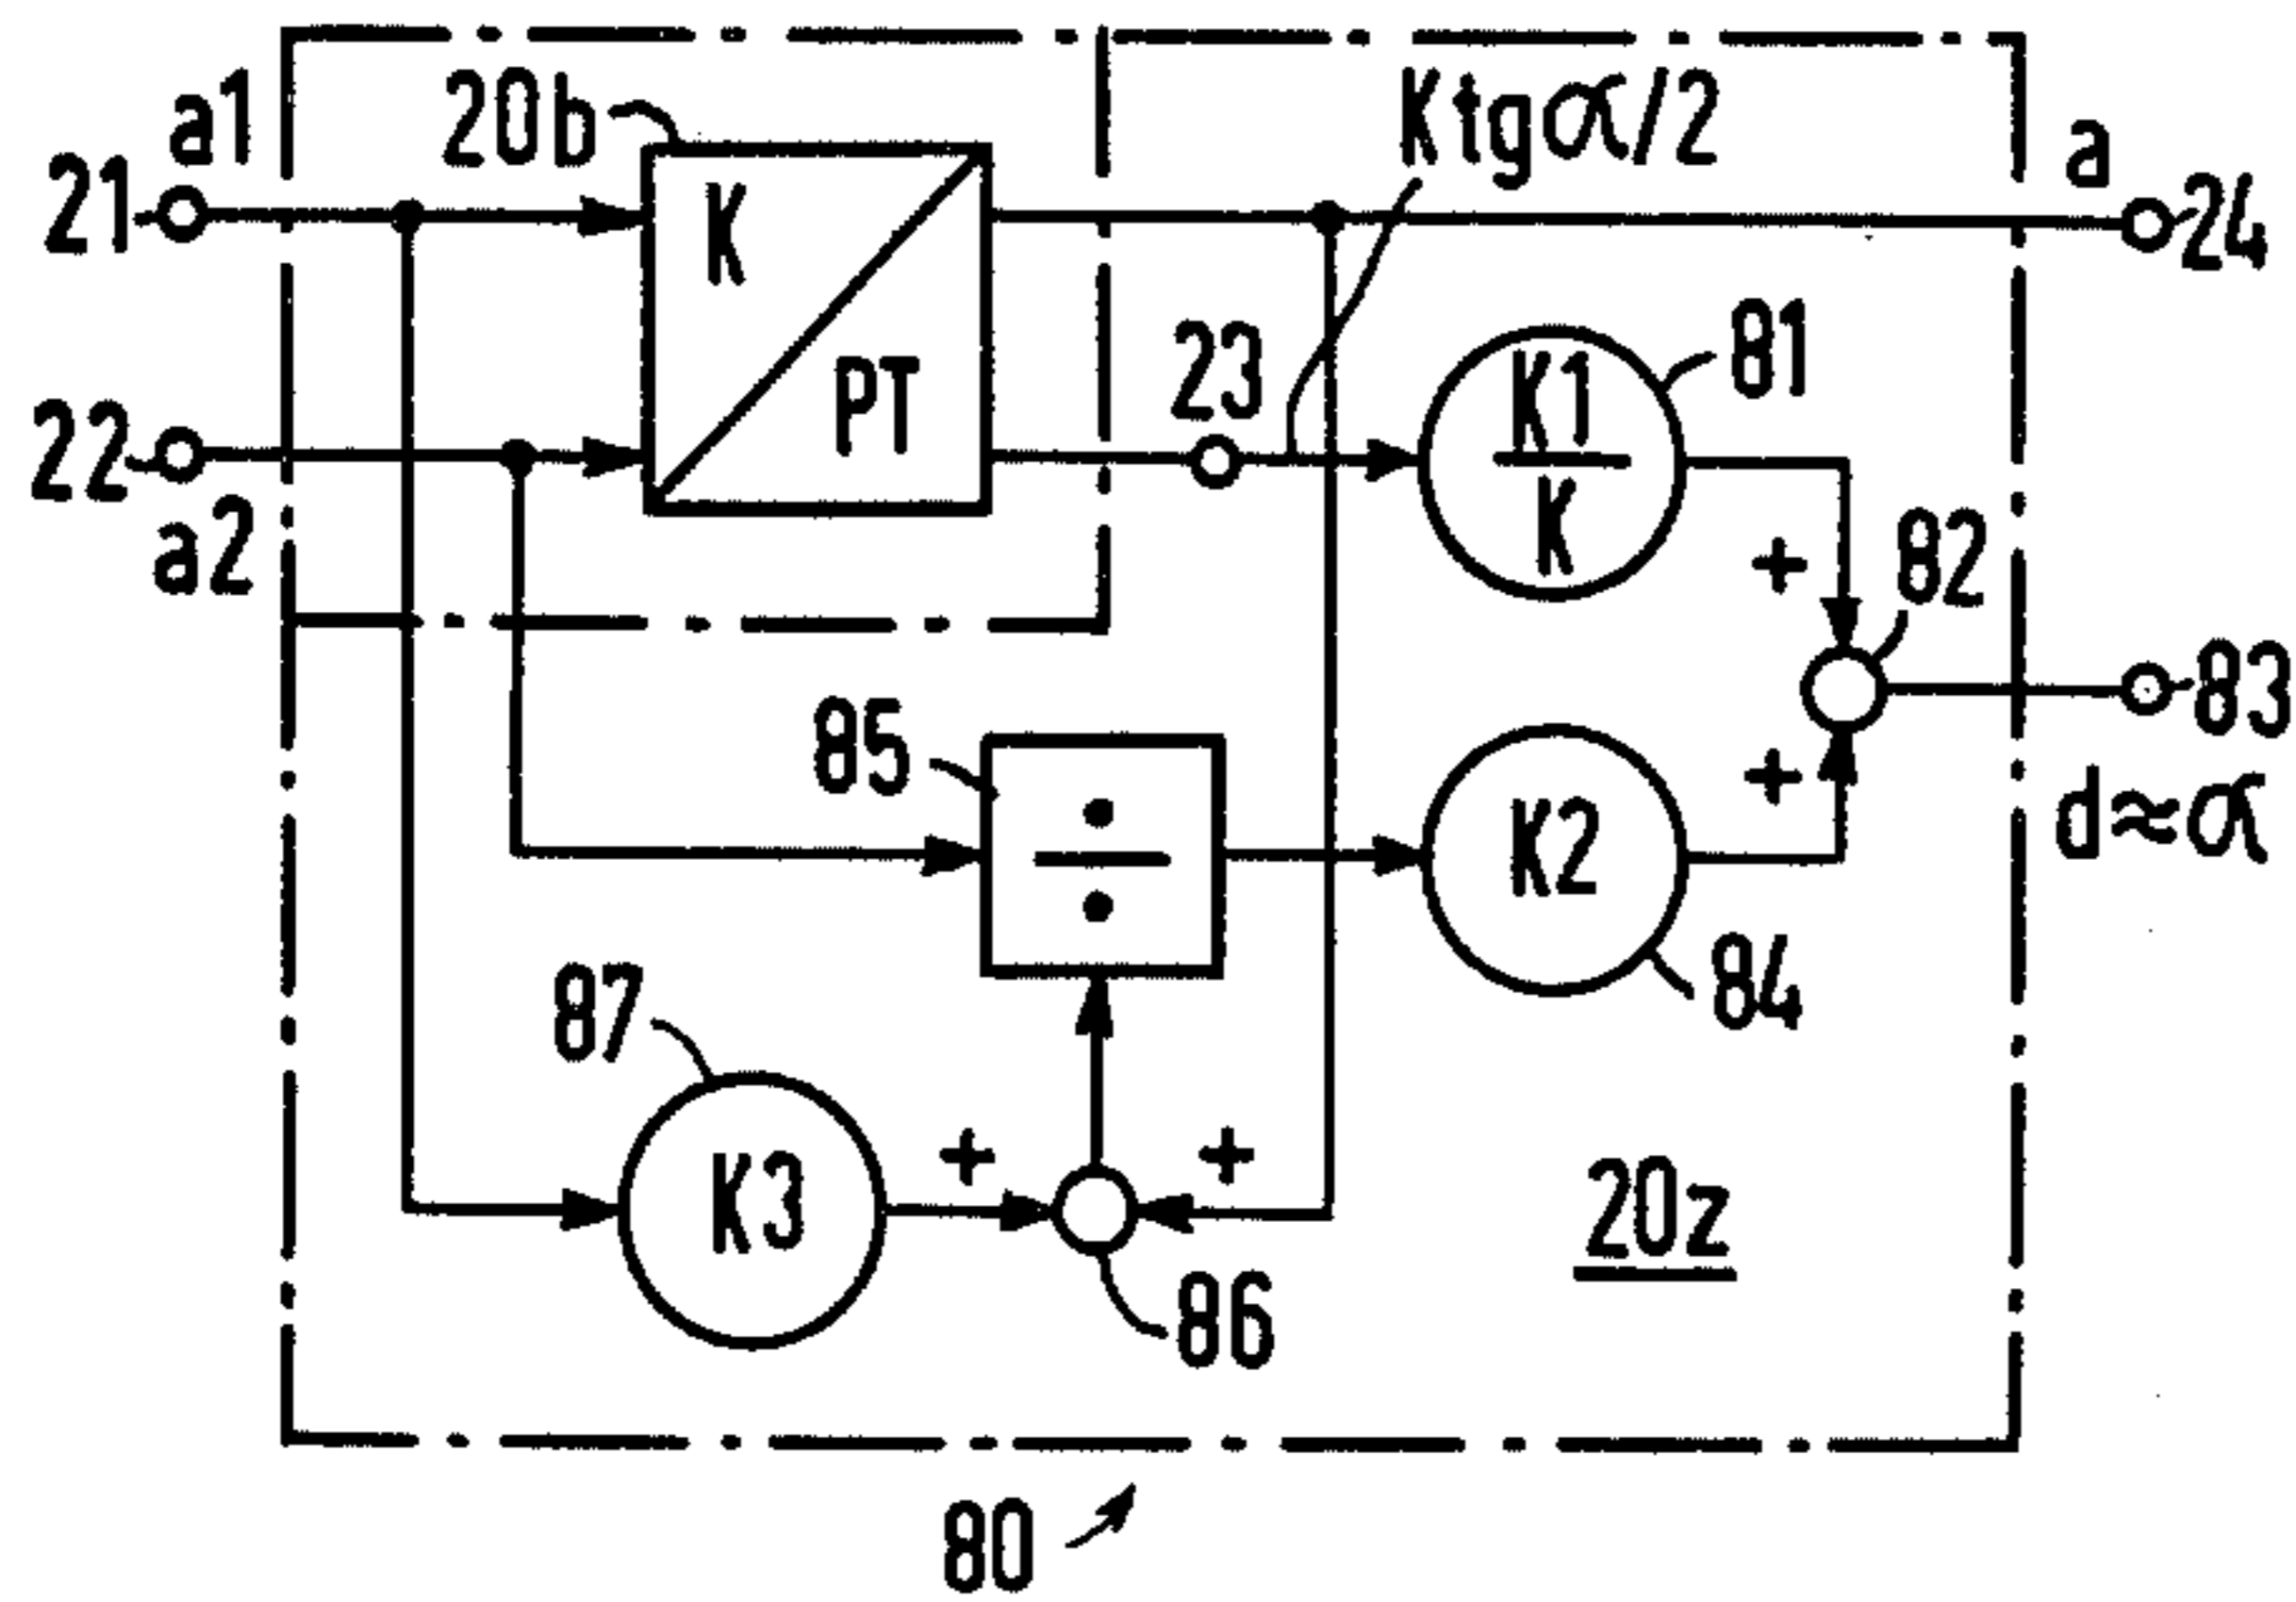 a1
20b
Ktgα/2
a
21
24
K
PT
23
81
K1
K
22
a2
+
82
83
85
÷
+
d≈α
K2
84
87
K3
+
+
20z
86
80